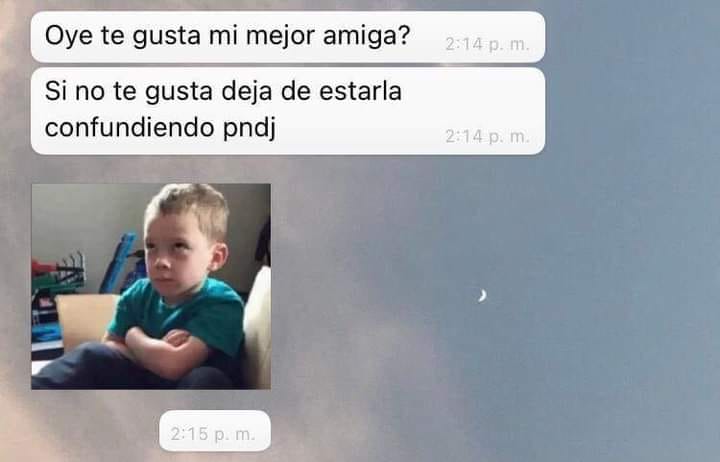 Oye te gusta mi mejor amiga? 2:14 p. m.
Si no te gusta deja de estarla
confundiendo pndj 2:14 p. m.
2:15 p. m.